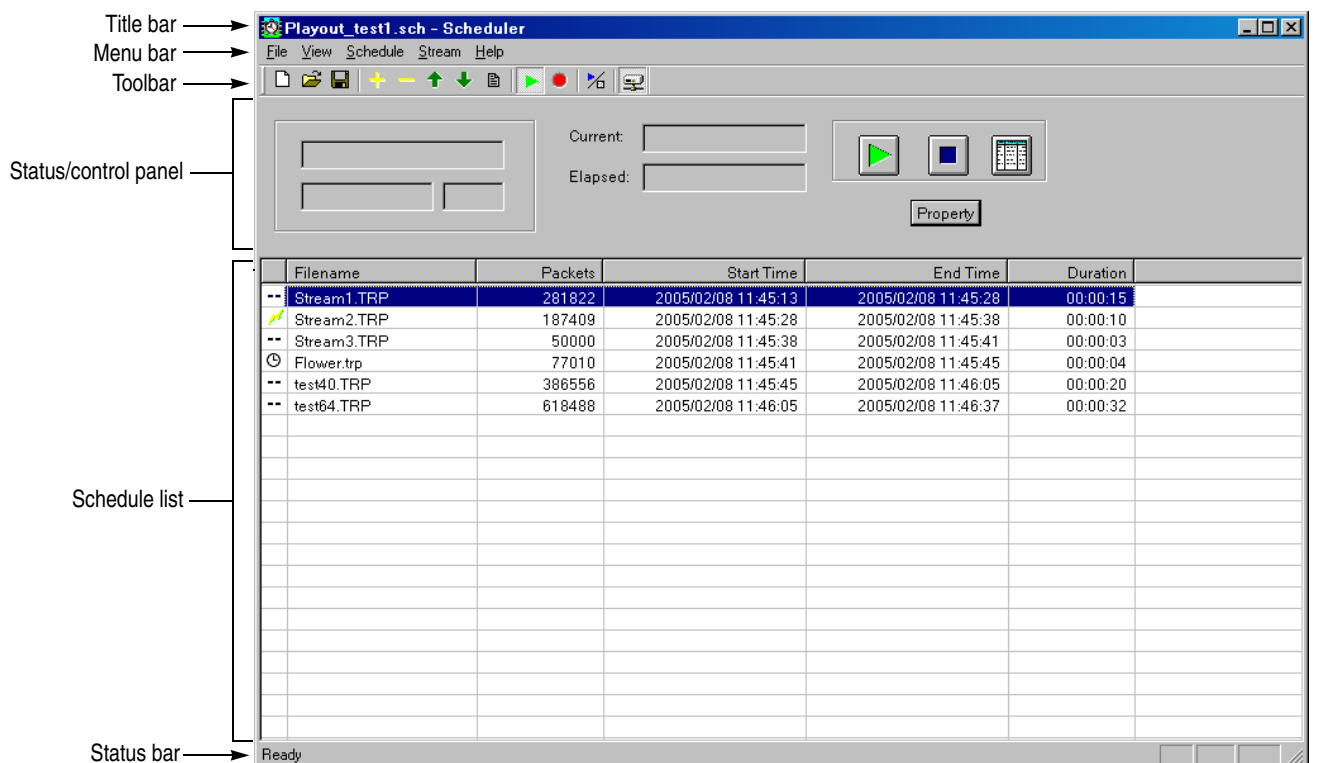 Title bar
Playout_test1.sch - Scheduler
Menu bar
File View Schedule Stream Help
Toolbar
Status/control panel
Current:
Elapsed:
Property
Schedule list
Filename Packets Start Time End Time Duration
-- Stream1.TRP 281822 2005/02/08 11:45:13 2005/02/08 11:45:28 00:00:15
Stream2.TRP 187409 2005/02/08 11:45:28 2005/02/08 11:45:38 00:00:10
-- Stream3.TRP 50000 2005/02/08 11:45:38 2005/02/08 11:45:41 00:00:03
Flower.trp 77010 2005/02/08 11:45:41 2005/02/08 11:45:45 00:00:04
-- test40.TRP 386556 2005/02/08 11:45:45 2005/02/08 11:46:05 00:00:20
-- test64.TRP 618488 2005/02/08 11:46:05 2005/02/08 11:46:37 00:00:32
Status bar
Ready